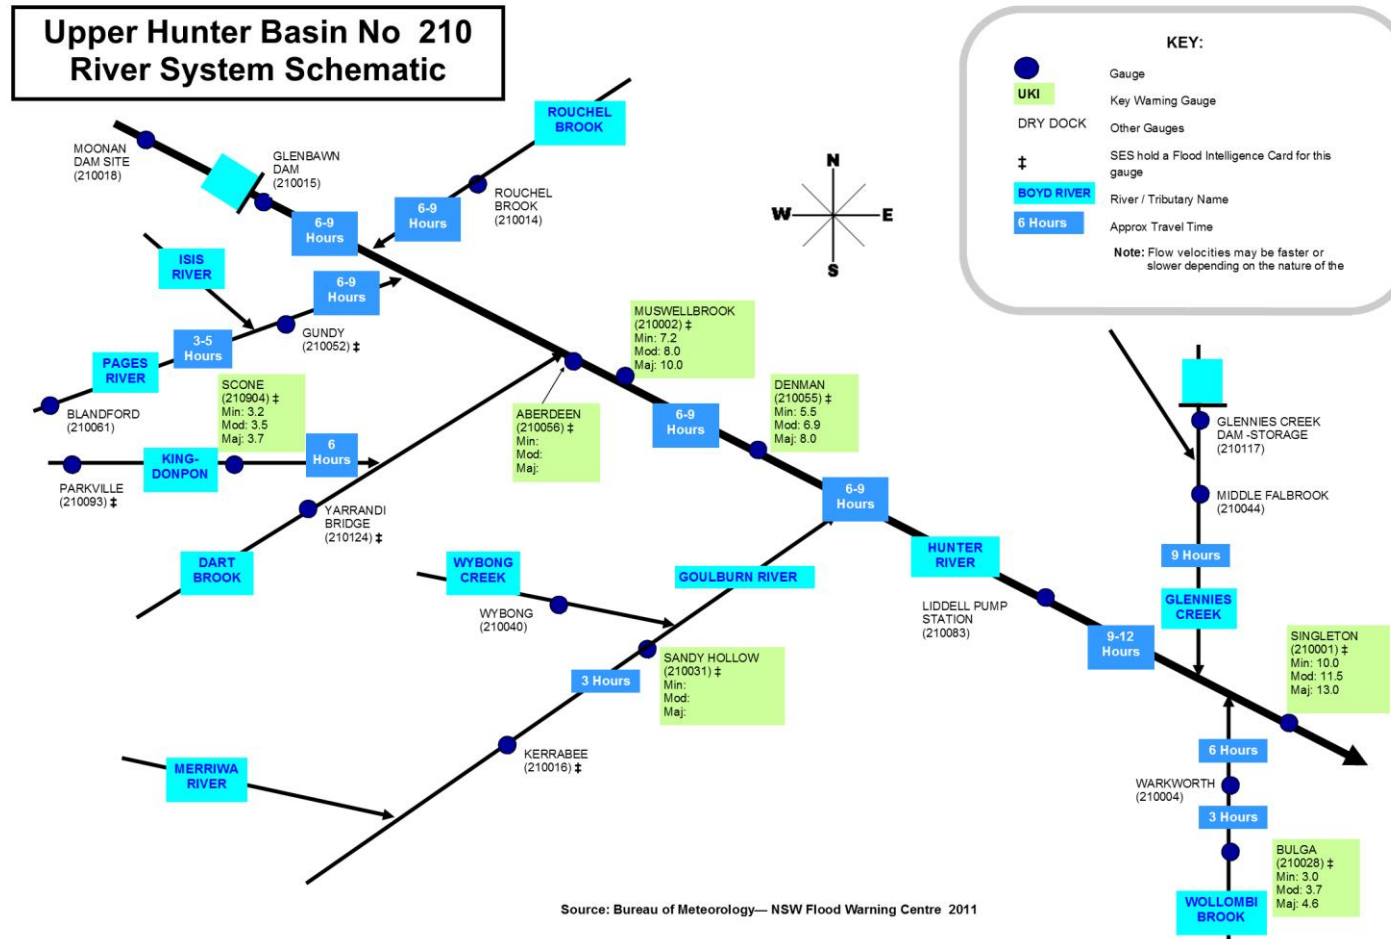 Upper Hunter Basin No 210
River System Schematic
KEY:
Gauge
UKI
Key Warning Gauge
DRY DOCK
Other Gauges
‡
SES hold a Flood Intelligence Card for this
gauge
BOYD RIVER
River / Tributary Name
6 Hours
Approx Travel Time
Note: Flow velocities may be faster or
slower depending on the nature of the
N
W
E
S
MOONAN
DAM SITE
(210018)
GLENBAWN
DAM
(210015)
ROUCHEL
BROOK
ROUCHEL
BROOK
(210014)
6-9
Hours
6-9
Hours
ISIS
RIVER
6-9
Hours
GUNDY
(210052) ‡
3-5
Hours
PAGES
RIVER
BLANDFORD
(210061)
SCONE
(210904) ‡
Min: 3.2
Mod: 3.5
Maj: 3.7
KING-
DONPON
6
Hours
PARKVILLE
(210093) ‡
YARRANDI
BRIDGE
(210124) ‡
DART
BROOK
MUSWELLBROOK
(210002) ‡
Min: 7.2
Mod: 8.0
Maj: 10.0
ABERDEEN
(210056) ‡
Min:
Mod:
Maj:
6-9
Hours
DENMAN
(210055) ‡
Min: 5.5
Mod: 6.9
Maj: 8.0
6-9
Hours
HUNTER
RIVER
WYBONG
CREEK
WYBONG
(210040)
GOULBURN RIVER
SANDY HOLLOW
(210031) ‡
Min:
Mod:
Maj:
3 Hours
KERRABEE
(210016) ‡
MERRIWA
RIVER
LIDDELL PUMP
STATION
(210083)
9-12
Hours
GLENNIES CREEK
DAM -STORAGE
(210117)
MIDDLE FALBROOK
(210044)
9 Hours
GLENNIES
CREEK
SINGLETON
(210001) ‡
Min: 10.0
Mod: 11.5
Maj: 13.0
6 Hours
WARKWORTH
(210004)
3 Hours
BULGA
(210028) ‡
Min: 3.0
Mod: 3.7
Maj: 4.6
WOLLOMBI
BROOK
Source: Bureau of Meteorology— NSW Flood Warning Centre 2011